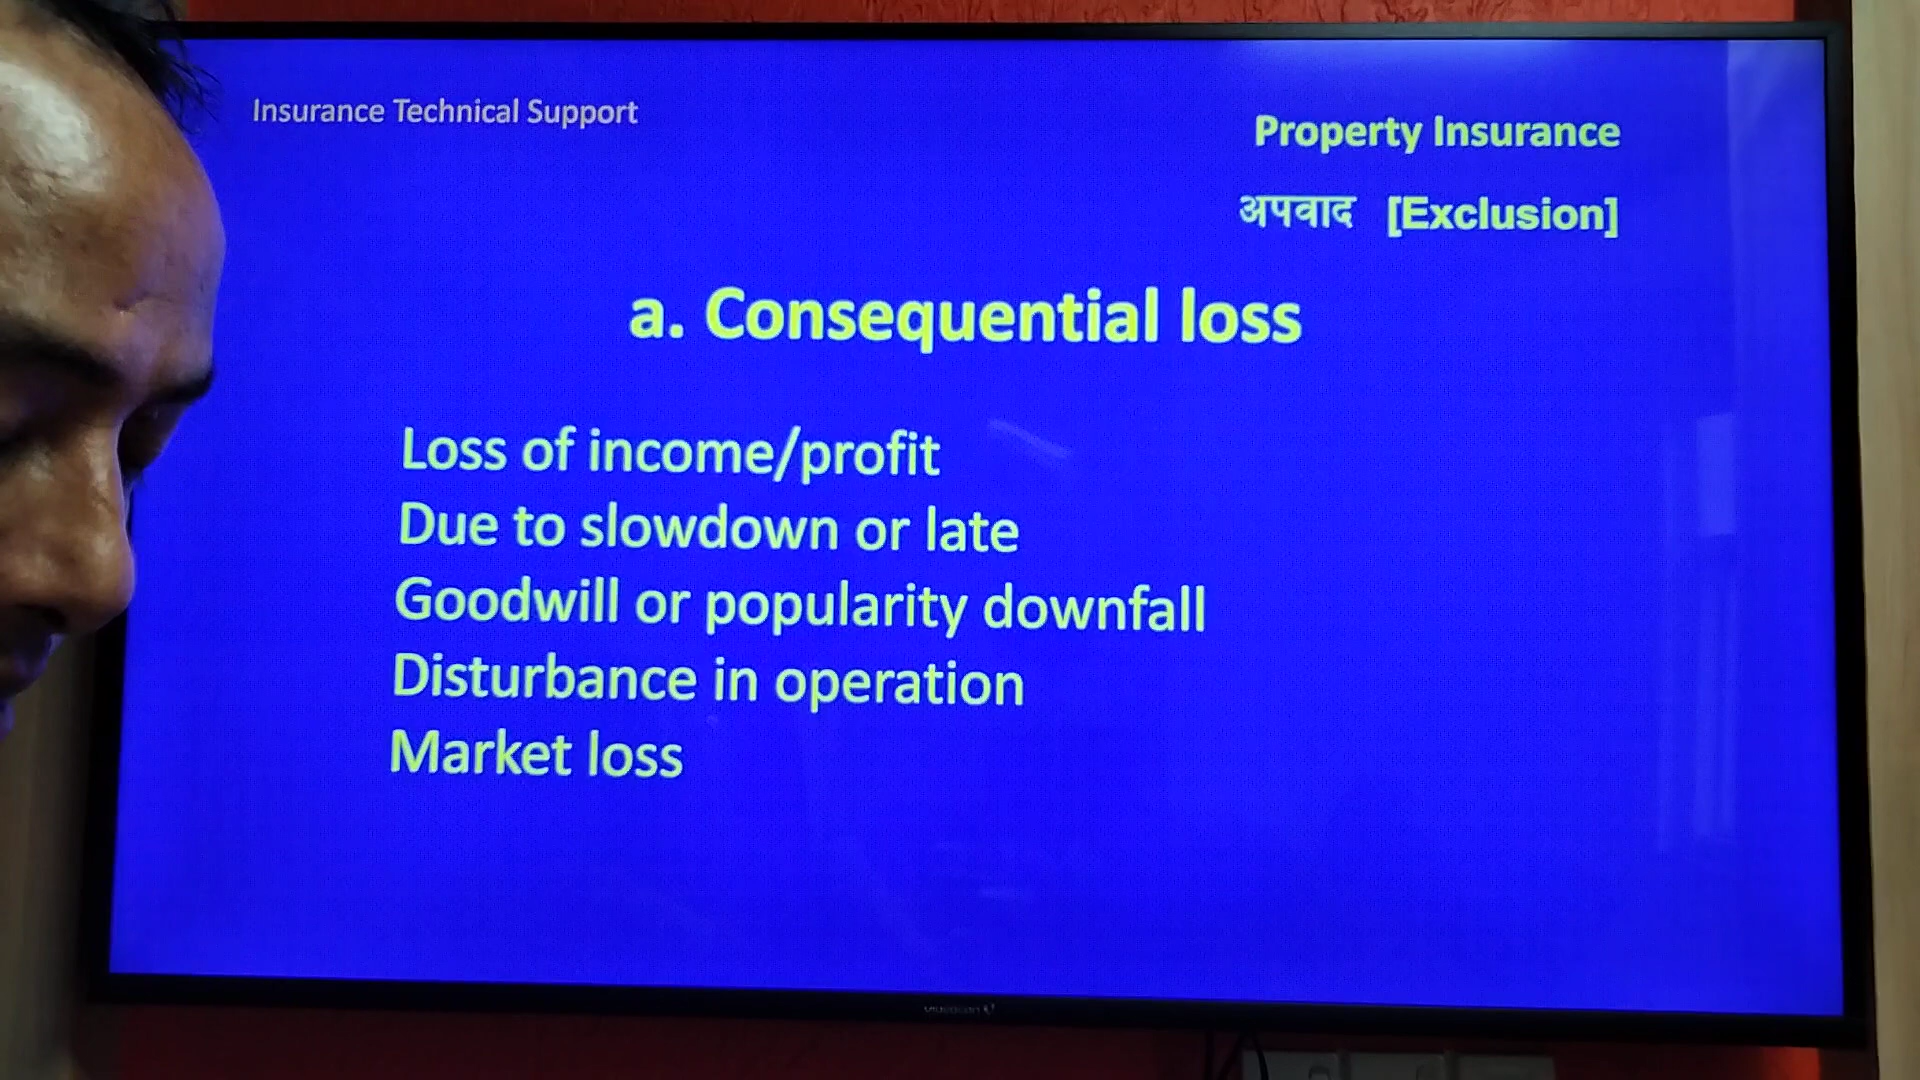 Insurance Technical Support
Property Insurance
अपवाद [Exclusion]
a. Consequential loss
Loss of income/profit
Due to slowdown or late
Goodwill or popularity downfall
Disturbance in operation
Market loss